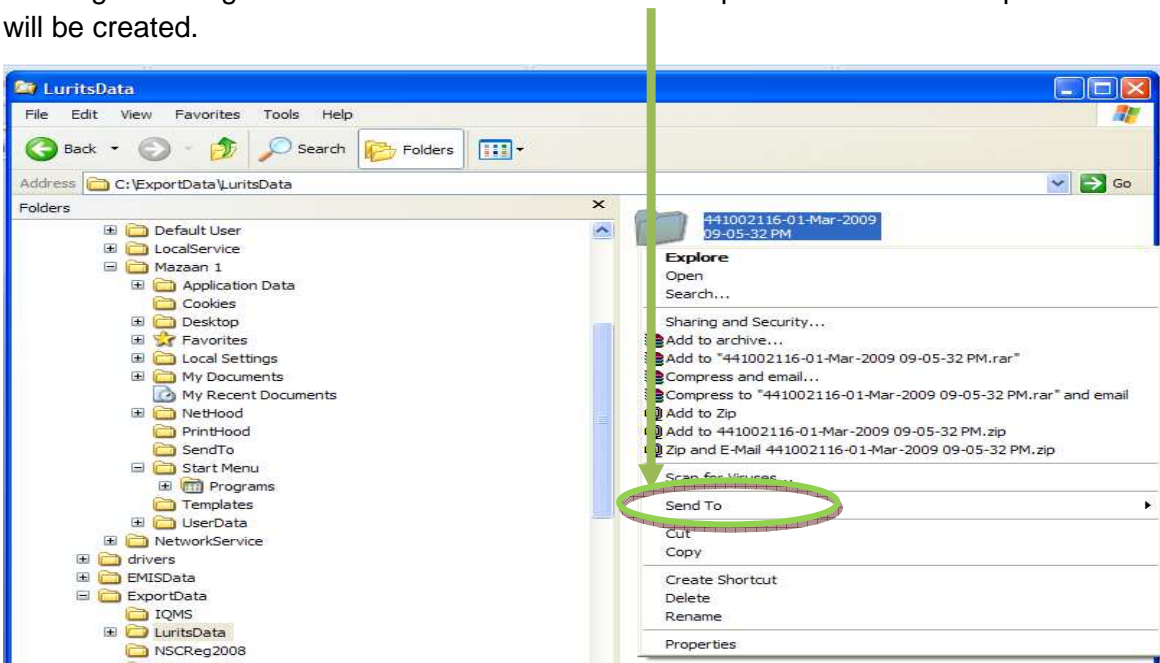 will be created.
LuritsData
File Edit View Favorites Tools Help
Back Search Folders
Address C:\ExportData\LuritsData Go
Folders
Default User
LocalService
Mazaan 1
Application Data
Cookies
Desktop
Favorites
Local Settings
My Documents
My Recent Documents
NetHood
PrintHood
SendTo
Start Menu
Programs
Templates
UserData
NetworkService
drivers
EMISData
ExportData
IQMS
LuritsData
NSCReg2008
441002116-01-Mar-2009
09-05-32 PM
Explore
Open
Search...
Sharing and Security...
Add to archive...
Add to "441002116-01-Mar-2009 09-05-32 PM.rar"
Compress and email...
Compress to "441002116-01-Mar-2009 09-05-32 PM.rar" and email
Add to Zip
Add to 441002116-01-Mar-2009 09-05-32 PM.zip
Zip and E-Mail 441002116-01-Mar-2009 09-05-32 PM.zip
Scan for Viruses...
Send To
Cut
Copy
Create Shortcut
Delete
Rename
Properties